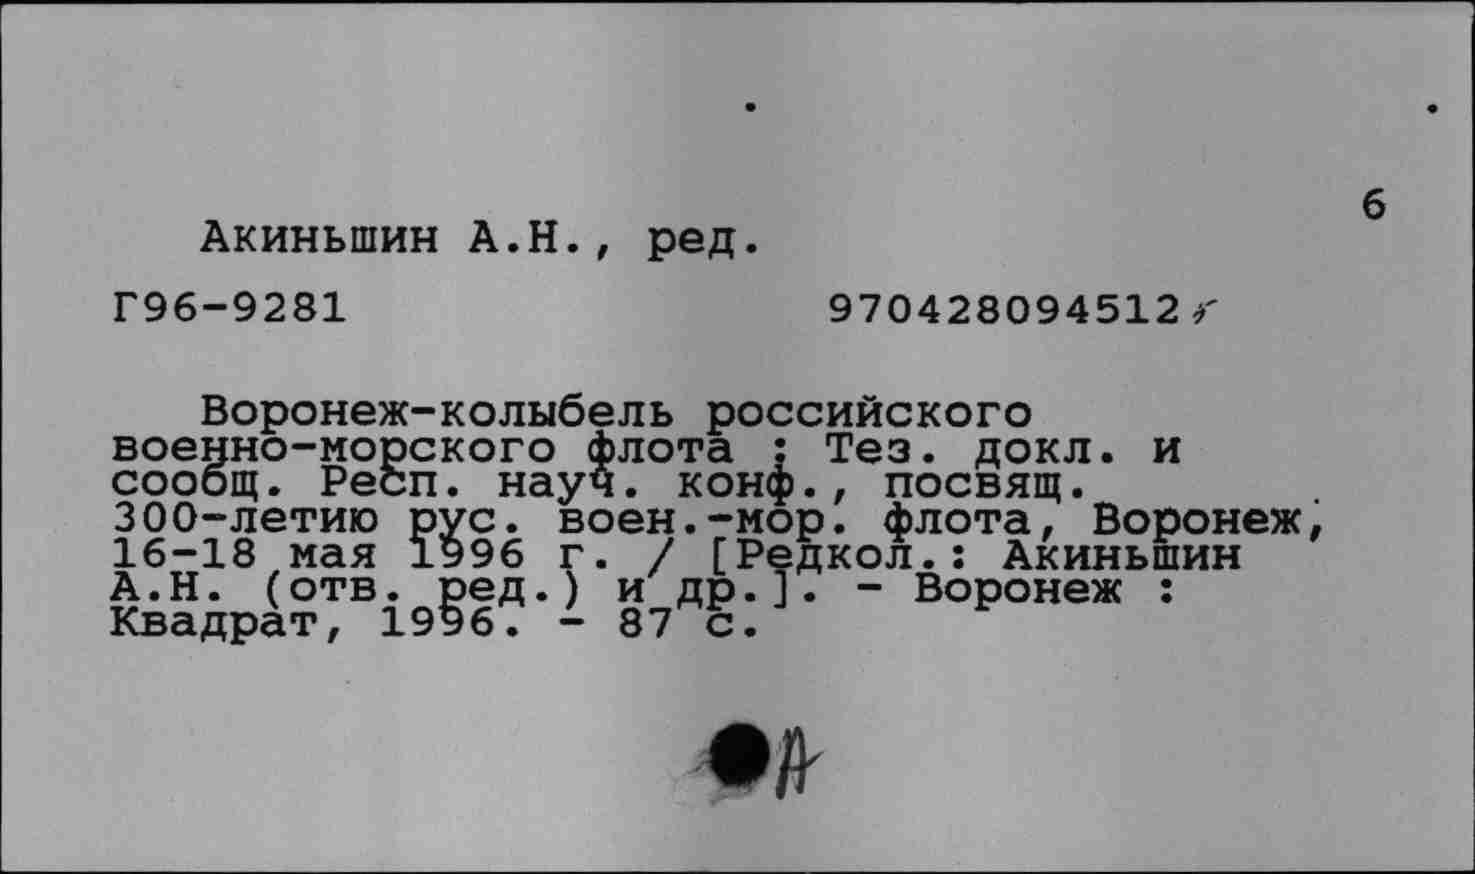 6
Акиньшин А.Н., ред.
Г96-9281 970428094512
Воронеж-колыбель российского
военно-морского флота : Тез. докл. и
сообщ. Респ. науч. конф., посвящ.
300-летию рус. воен.-мор. флота, Воронеж,
16-18 мая 1996 г. / [Редкол.: Акиньшин
А.Н. (отв. ред.) и др.]. - Воронеж :
Квадрат, 1996. - 87 с.